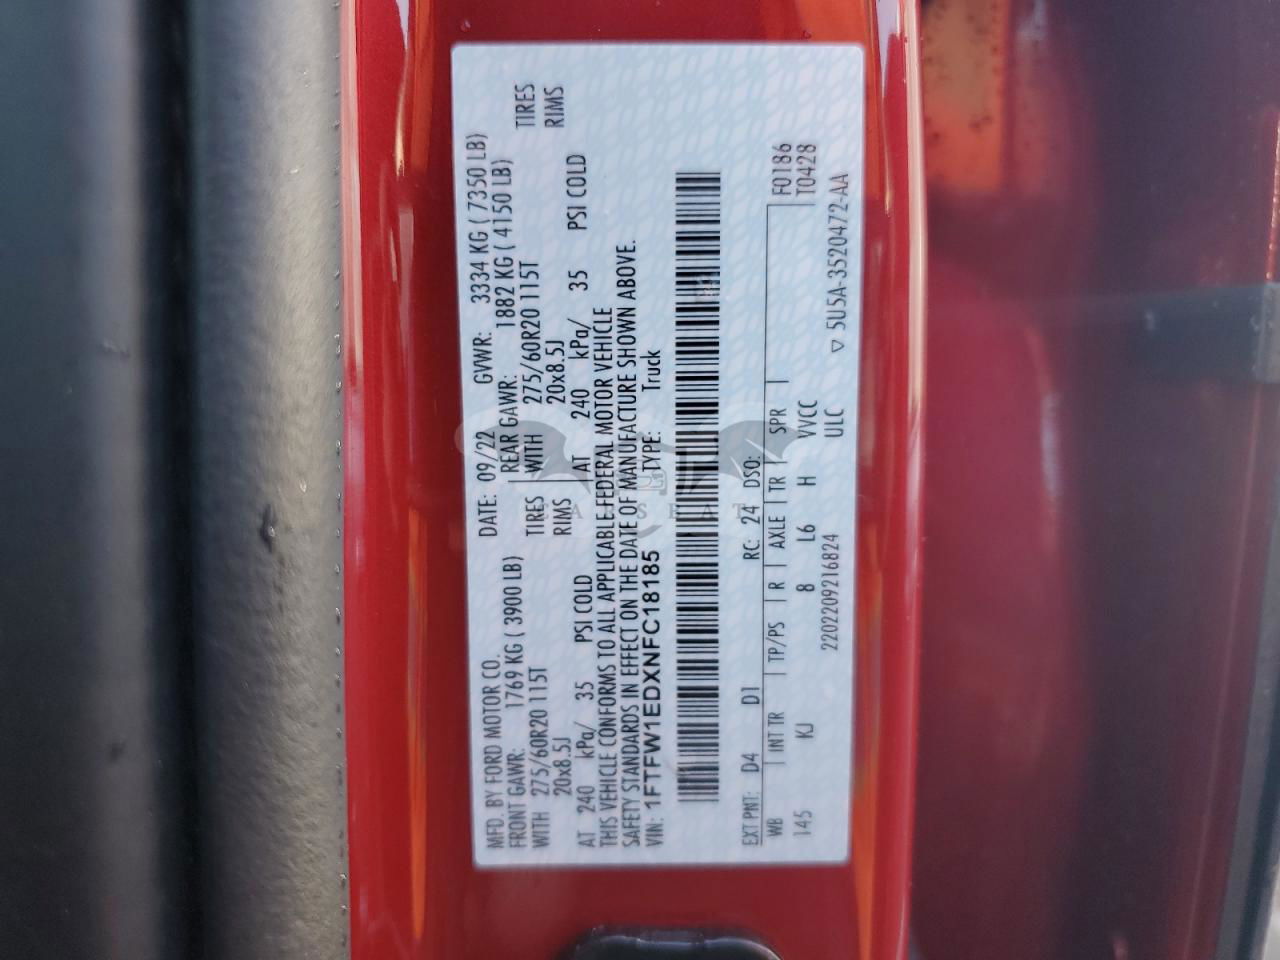 MFD. BY FORD MOTOR CO. DATE: 09/22 GVWR: 3334 KG ( 7350 LB)
FRONT GAWR: 1769 KG ( 3900 LB) REAR GAWR: 1882 KG ( 4150 LB)
WITH 275/60R20 115T TIRES WITH 275/60R20 115T TIRES
20x8.5J RIMS 20x8.5J RIMS
AT 240 kPa/ 35 PSI COLD AT 240 kPa/ 35 PSI COLD
THIS VEHICLE CONFORMS TO ALL APPLICABLE FEDERAL MOTOR VEHICLE
SAFETY STANDARDS IN EFFECT ON THE DATE OF MANUFACTURE SHOWN ABOVE.
VIN: 1FTFW1EDXNFC18185 TYPE: Truck
EXT PNT: D4 D1 RC: 24 DSO: F0186
WB INT TR TP/PS R AXLE TR SPR T0428
145 KJ 8 L6 H VVCC
2202209216824 ULC
▽ 5U5A-3520472-AA
CARSEAT